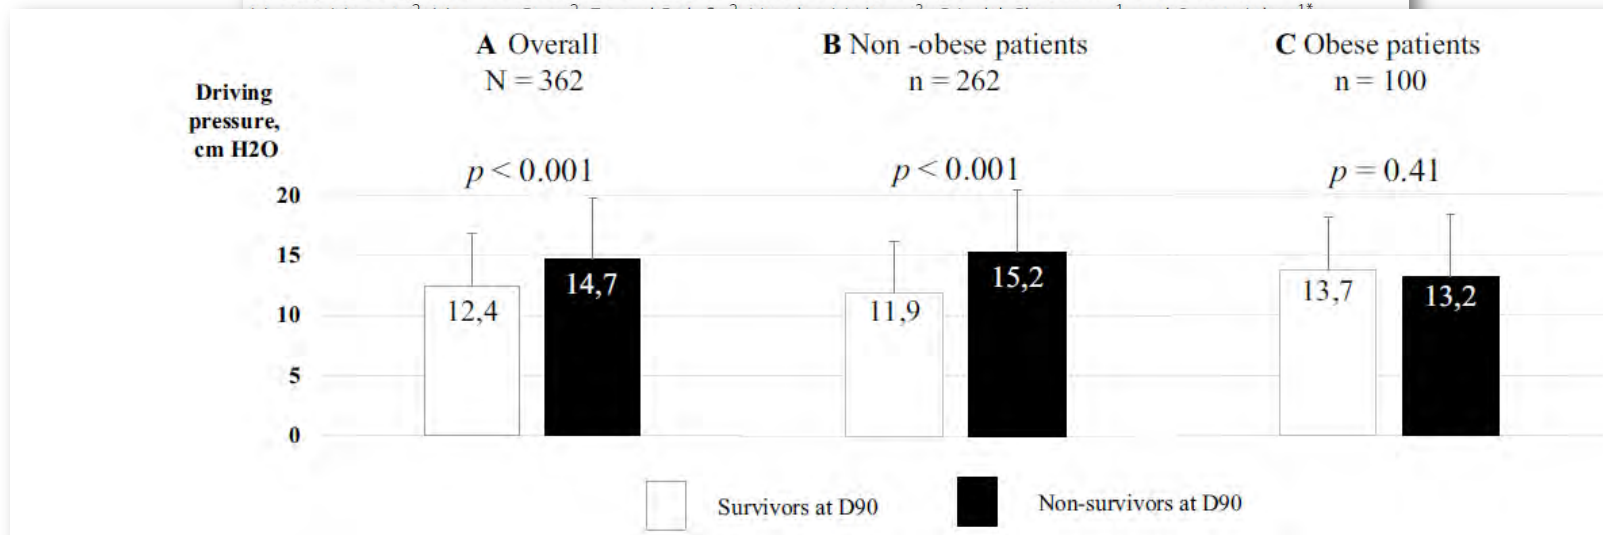 A Overall
N = 362
B Non -obese patients
n = 262
C Obese patients
n = 100
Driving
pressure,
cm H2O
p < 0.001
p < 0.001
p = 0.41
20
15
10
5
0
12,4
14,7
11,9
15,2
13,7
13,2
Survivors at D90
Non-survivors at D90